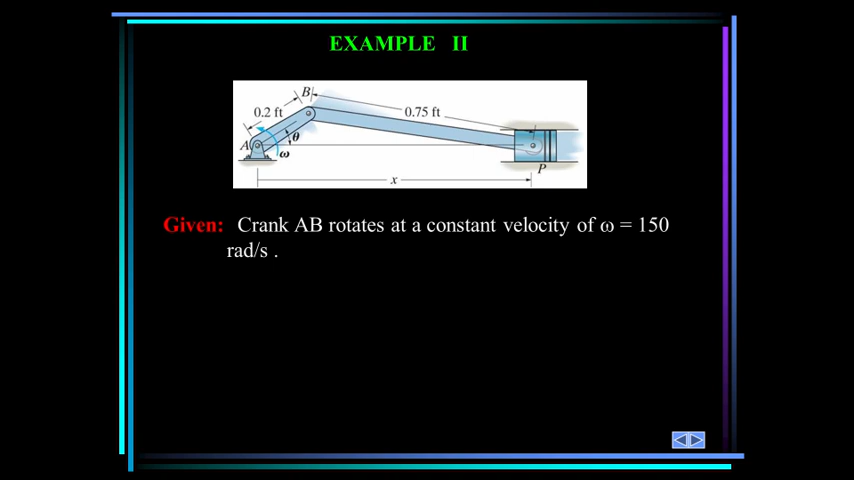 EXAMPLE II
B
0.2 ft
0.75 ft
A
θ
ω
P
x
Given: Crank AB rotates at a constant velocity of ω = 150
rad/s .